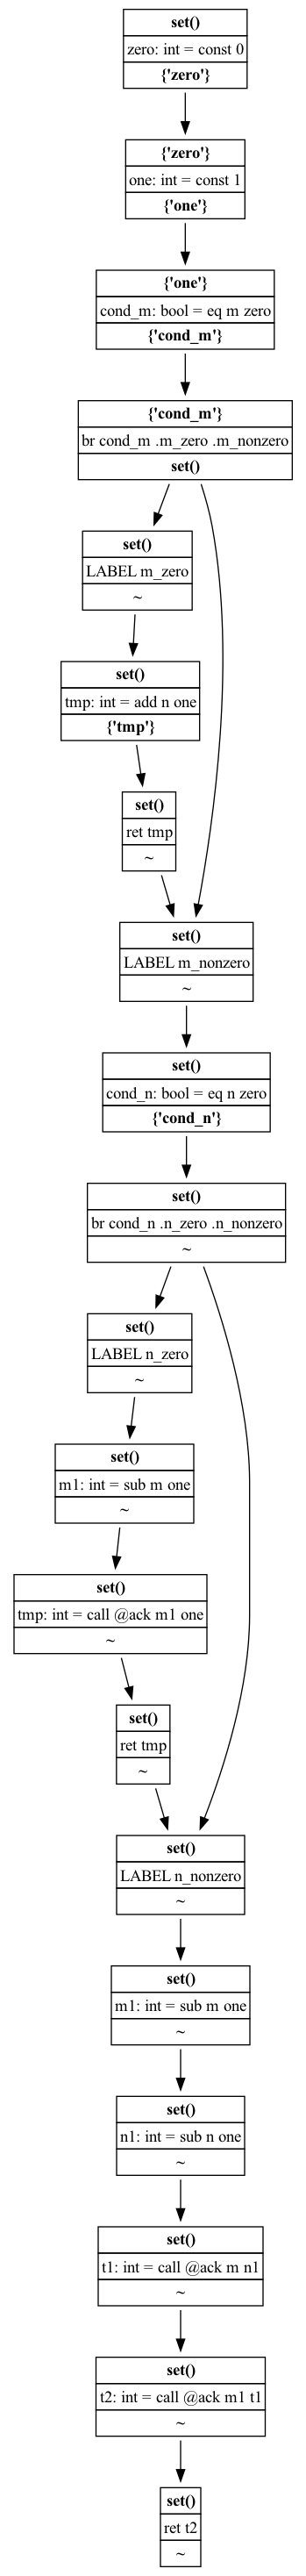 set()
zero: int = const 0
{'zero'}
{'zero'}
one: int = const 1
{'one'}
{'one'}
cond_m: bool = eq m zero
{'cond_m'}
{'cond_m'}
br cond_m .m_zero .m_nonzero
set()
set()
LABEL m_zero
~
set()
tmp: int = add n one
{'tmp'}
set()
ret tmp
~
set()
LABEL m_nonzero
~
set()
cond_n: bool = eq n zero
{'cond_n'}
set()
br cond_n .n_zero .n_nonzero
~
set()
LABEL n_zero
~
set()
m1: int = sub m one
~
set()
tmp: int = call @ack m1 one
~
set()
ret tmp
~
set()
LABEL n_nonzero
~
set()
m1: int = sub m one
~
set()
n1: int = sub n one
~
set()
t1: int = call @ack m n1
~
set()
t2: int = call @ack m1 t1
~
set()
ret t2
~